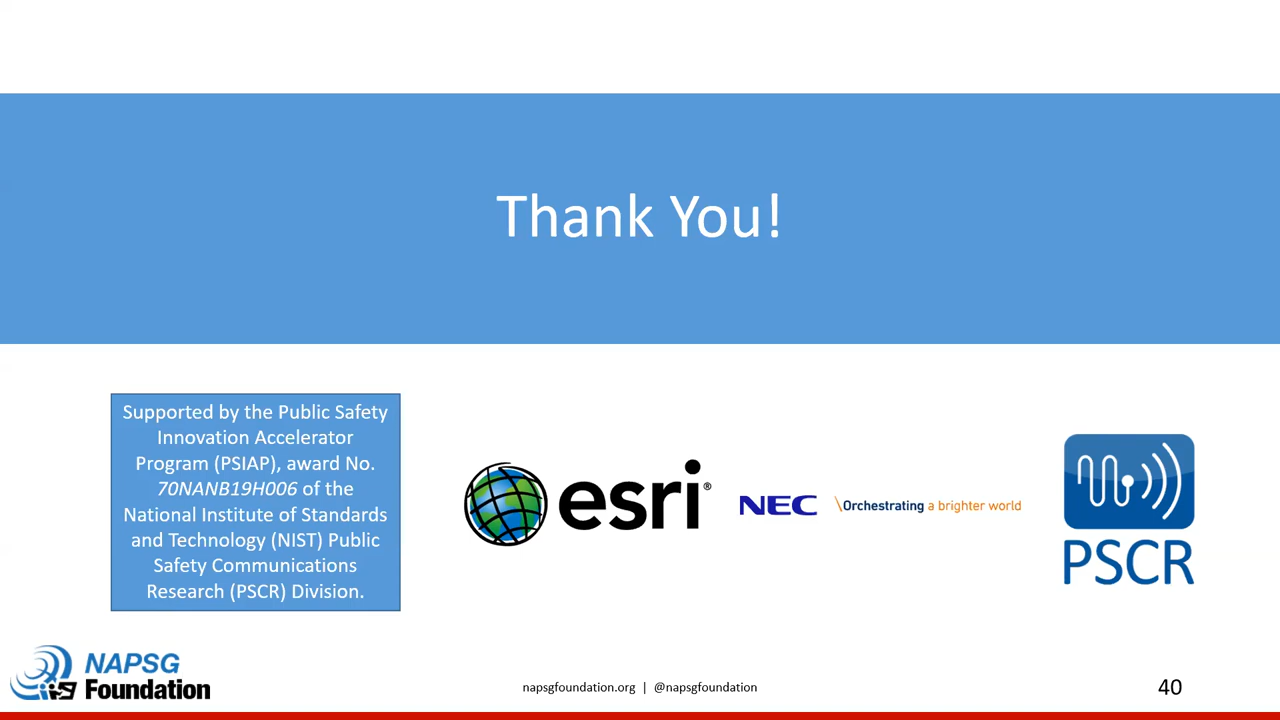 Thank You!
Supported by the Public Safety
Innovation Accelerator
Program (PSIAP), award No.
70NANB19H006 of the
National Institute of Standards
and Technology (NIST) Public
Safety Communications
Research (PSCR) Division.
esri®
NEC \Orchestrating a brighter world
PSCR
NAPSG
Foundation
napsgfoundation.org | @napsgfoundation
40